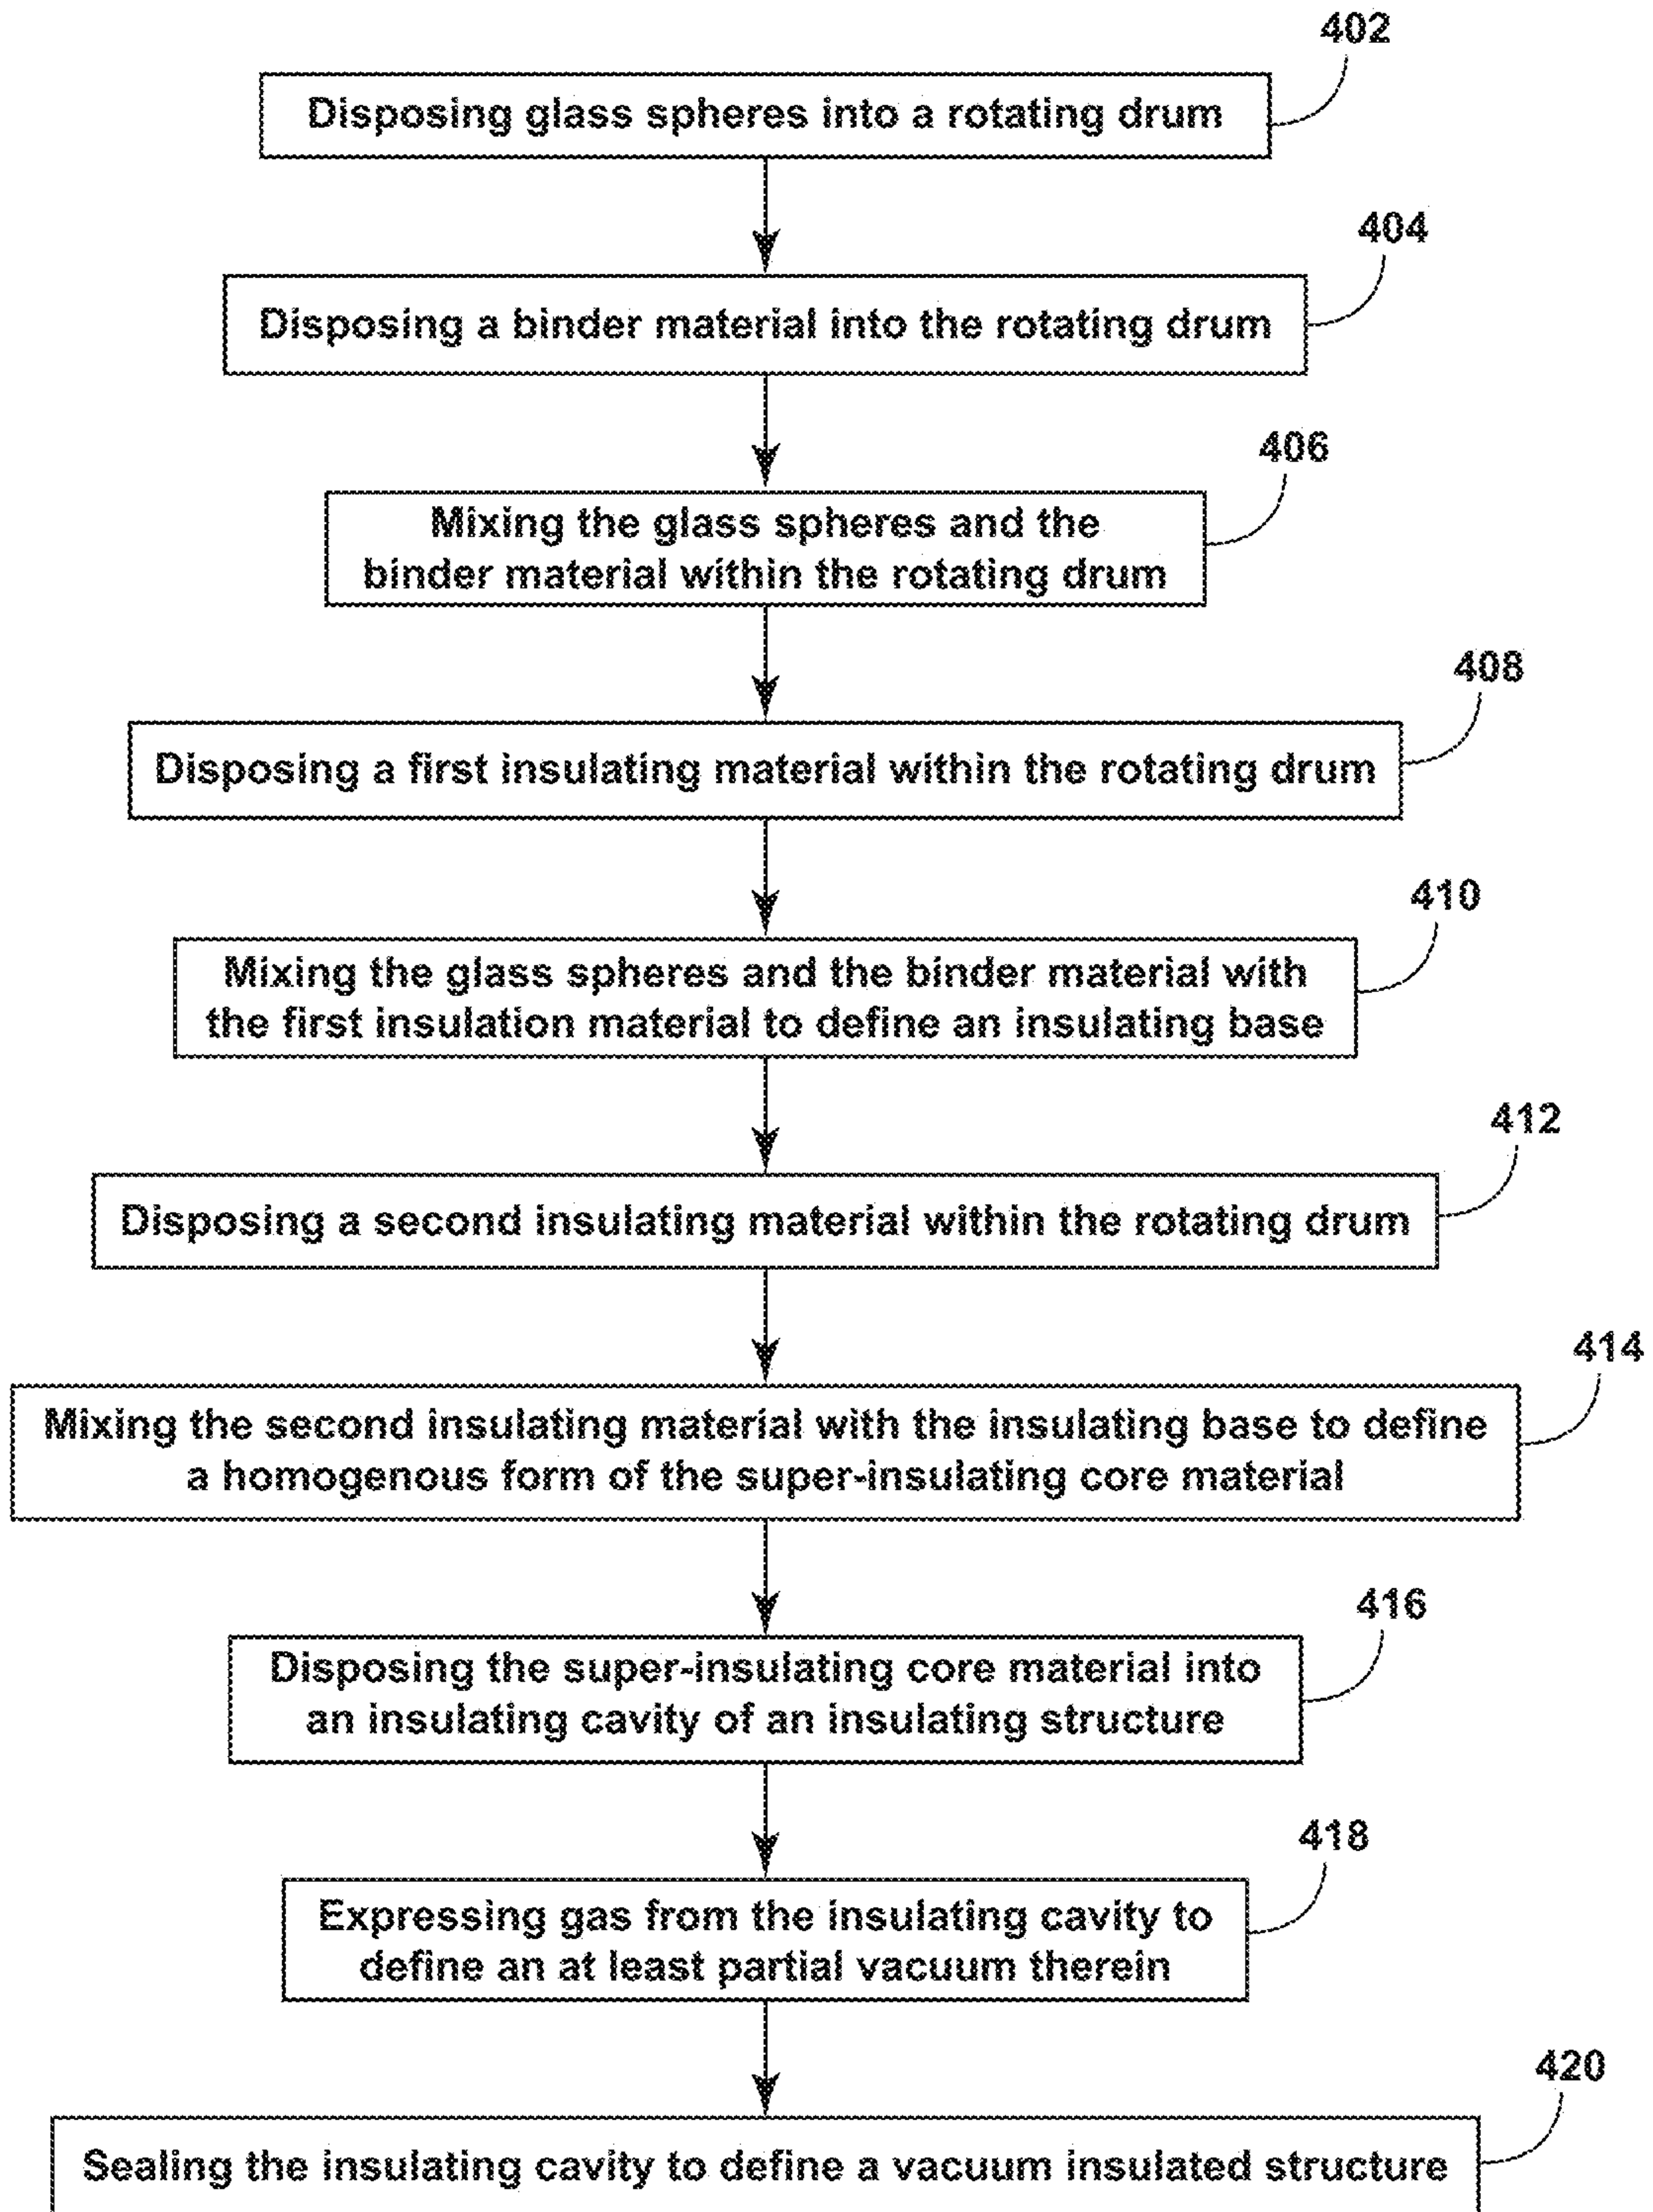 402
Disposing glass spheres into a rotating drum
404
Disposing a binder material into the rotating drum
406
Mixing the glass spheres and the
binder material within the rotating drum
408
Disposing a first insulating material within the rotating drum
410
Mixing the glass spheres and the binder material with
the first insulation material to define an insulating base
412
Disposing a second insulating material within the rotating drum
414
Mixing the second insulating material with the insulating base to define
a homogenous form of the super-insulating core material
416
Disposing the super-insulating core material into
an insulating cavity of an insulating structure
418
Expressing gas from the insulating cavity to
define an at least partial vacuum therein
420
Sealing the insulating cavity to define a vacuum insulated structure